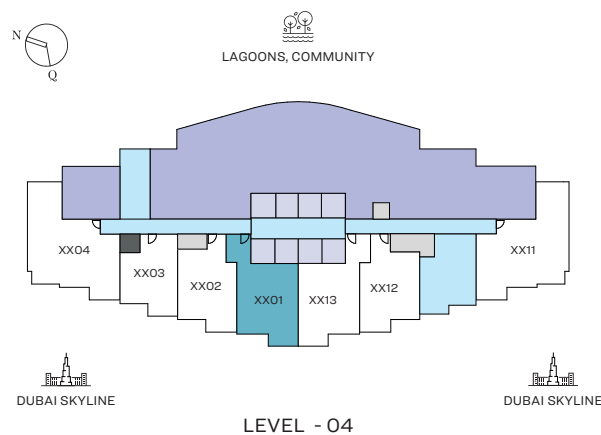 N
Q
LAGOONS, COMMUNITY
XX04
XX03
XX02
XX01
XX13
XX12
XX11
DUBAI SKYLINE
DUBAI SKYLINE
LEVEL - 04